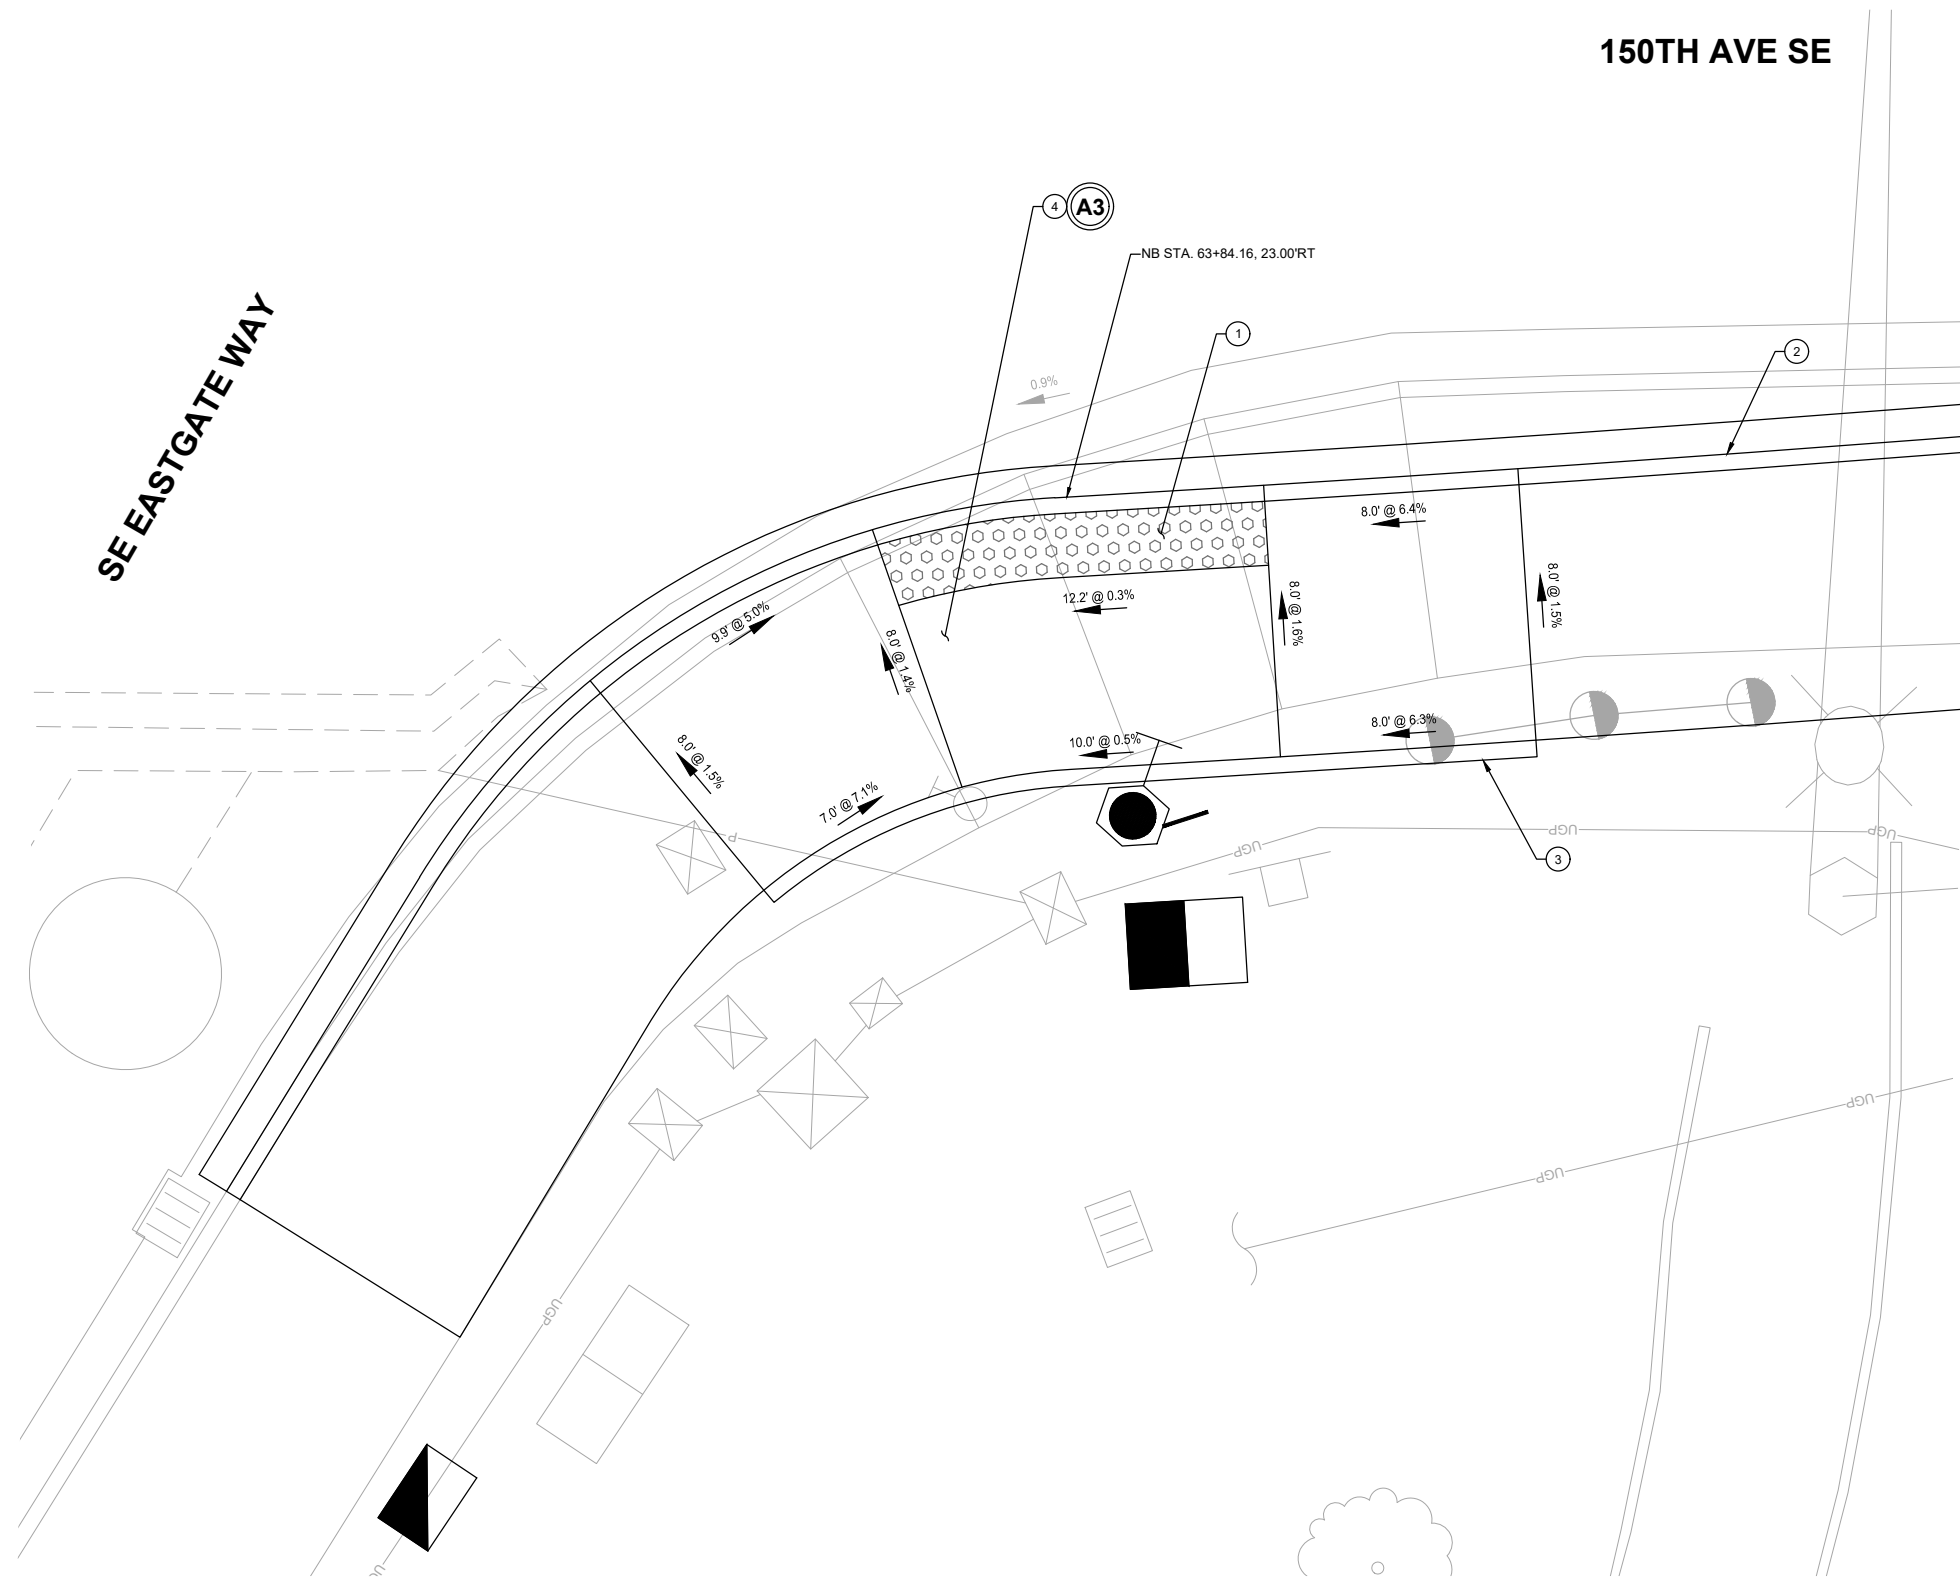 150TH AVE SE
SE EASTGATE WAY
4 A3
NB STA. 63+84.16, 23.00'RT
1
2
0.9%
8.0' @ 6.4%
12.2' @ 0.3%
9.9' @ 5.0%
8.0' @ 1.4%
8.0' @ 1.6%
8.0' @ 1.5%
8.0' @ 6.3%
10.0' @ 0.5%
8.0' @ 1.5%
7.0' @ 7.1%
P
UGP
UGP
UGP
3
UGP
UGP
UGP
UGP